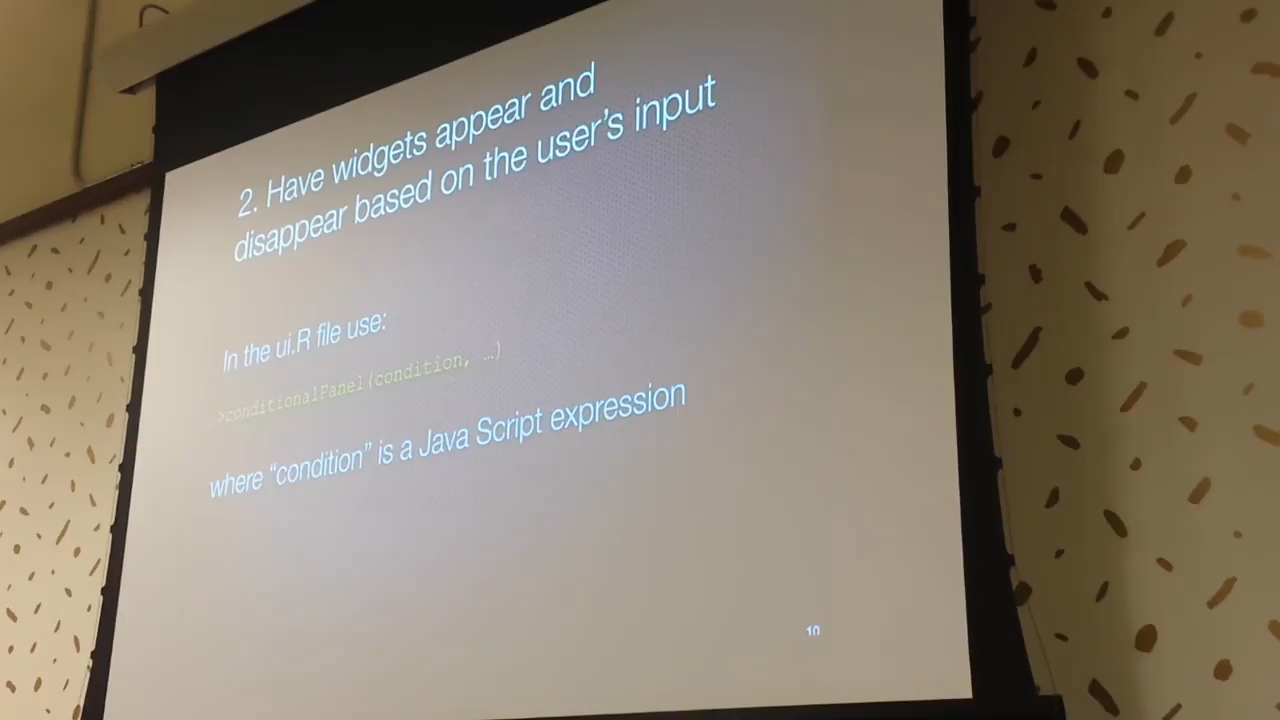 2. Have widgets appear and
disappear based on the user's input
In the ui.R file use:
>conditionalPanel(condition, …)
where “condition” is a Java Script expression
10